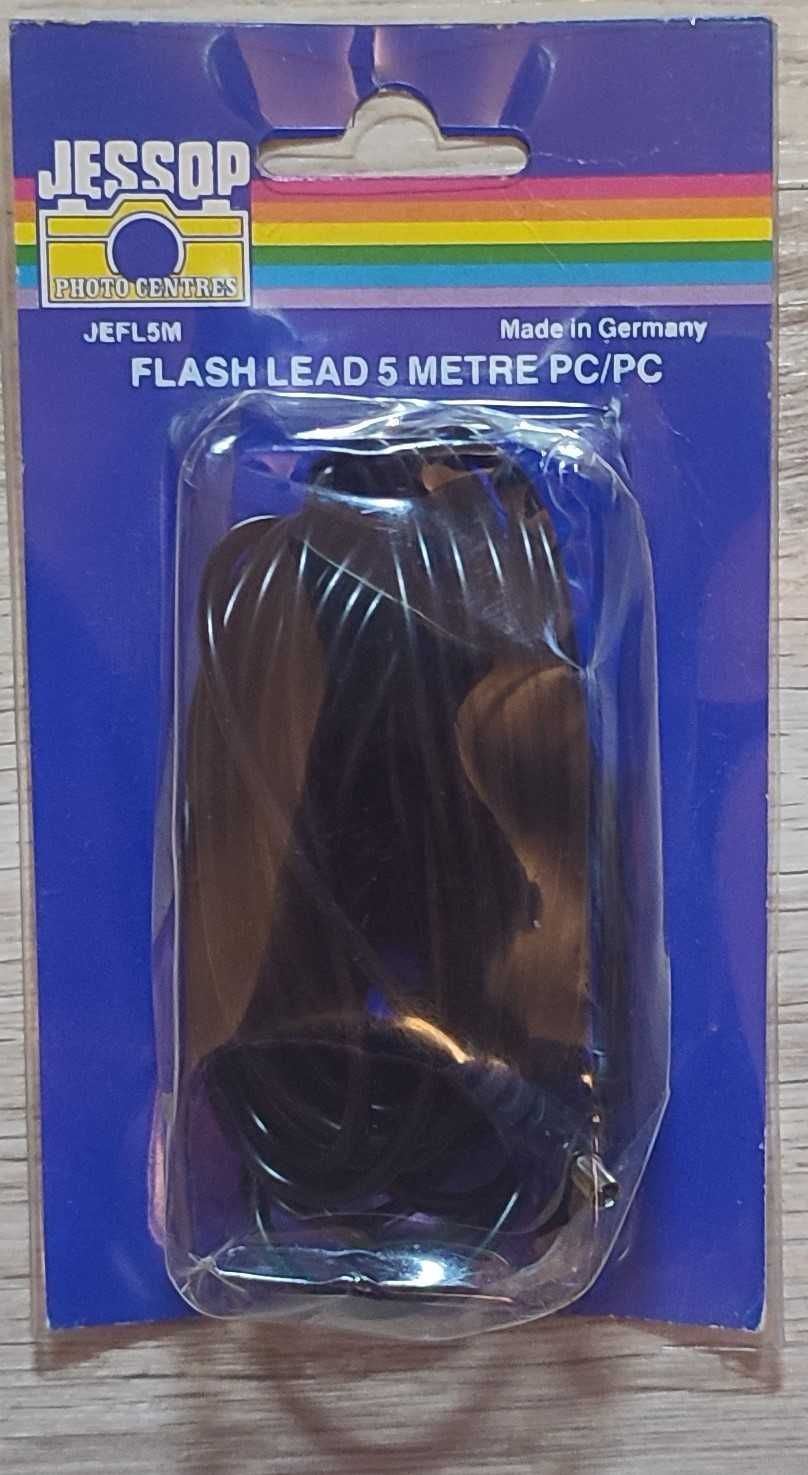 JESSOP
PHOTO CENTRES
JEFL5M
Made in Germany
FLASH LEAD 5 METRE PC/PC